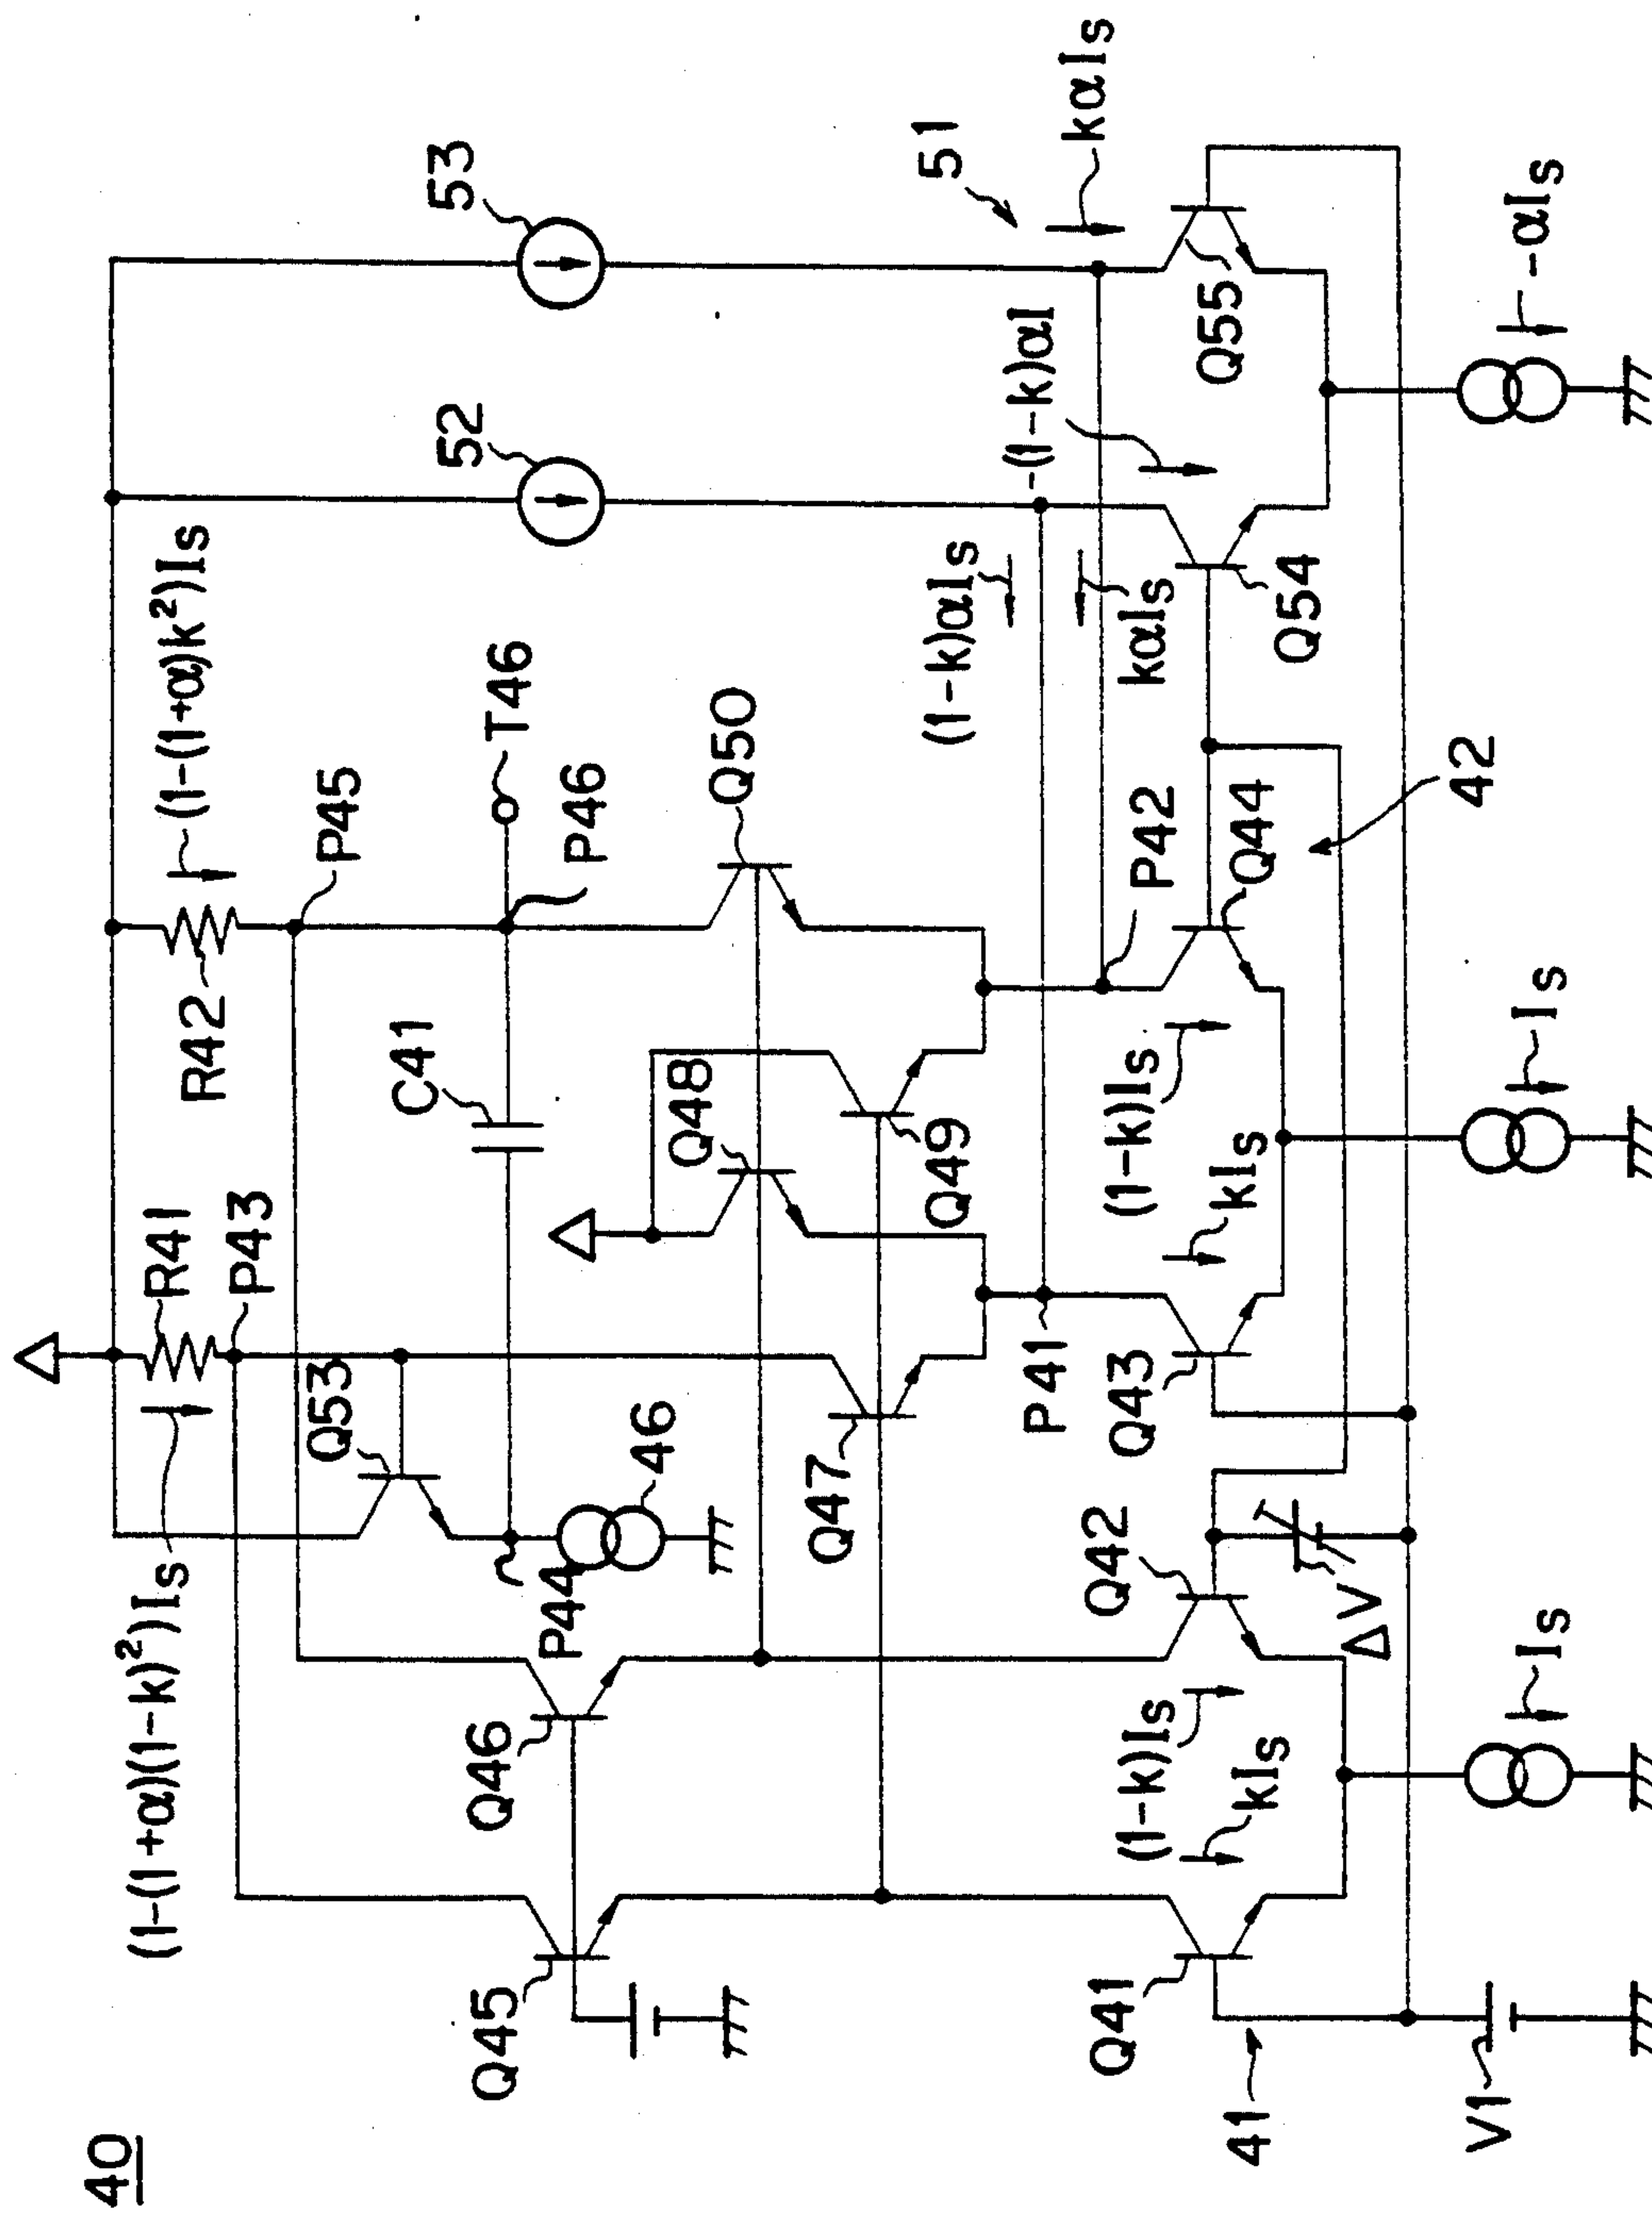 40
(1-(1+α)(1-k)²)Is
R41
P43
(1-(1+α)k²)Is
R42
P45
Q53
P44
46
C41
T46
P46
53
52
Q45
Q46
Q47
Q48
Q49
Q50
P41
P42
(1-k)αIs
kαIs
-(1-k)αI
51
kαIs
Q41
41
kIs
(1-k)Is
Q42
ΔV
Q43
kIs
(1-k)Is
Q44
42
Q54
Q55
V1
Is
Is
-αIs